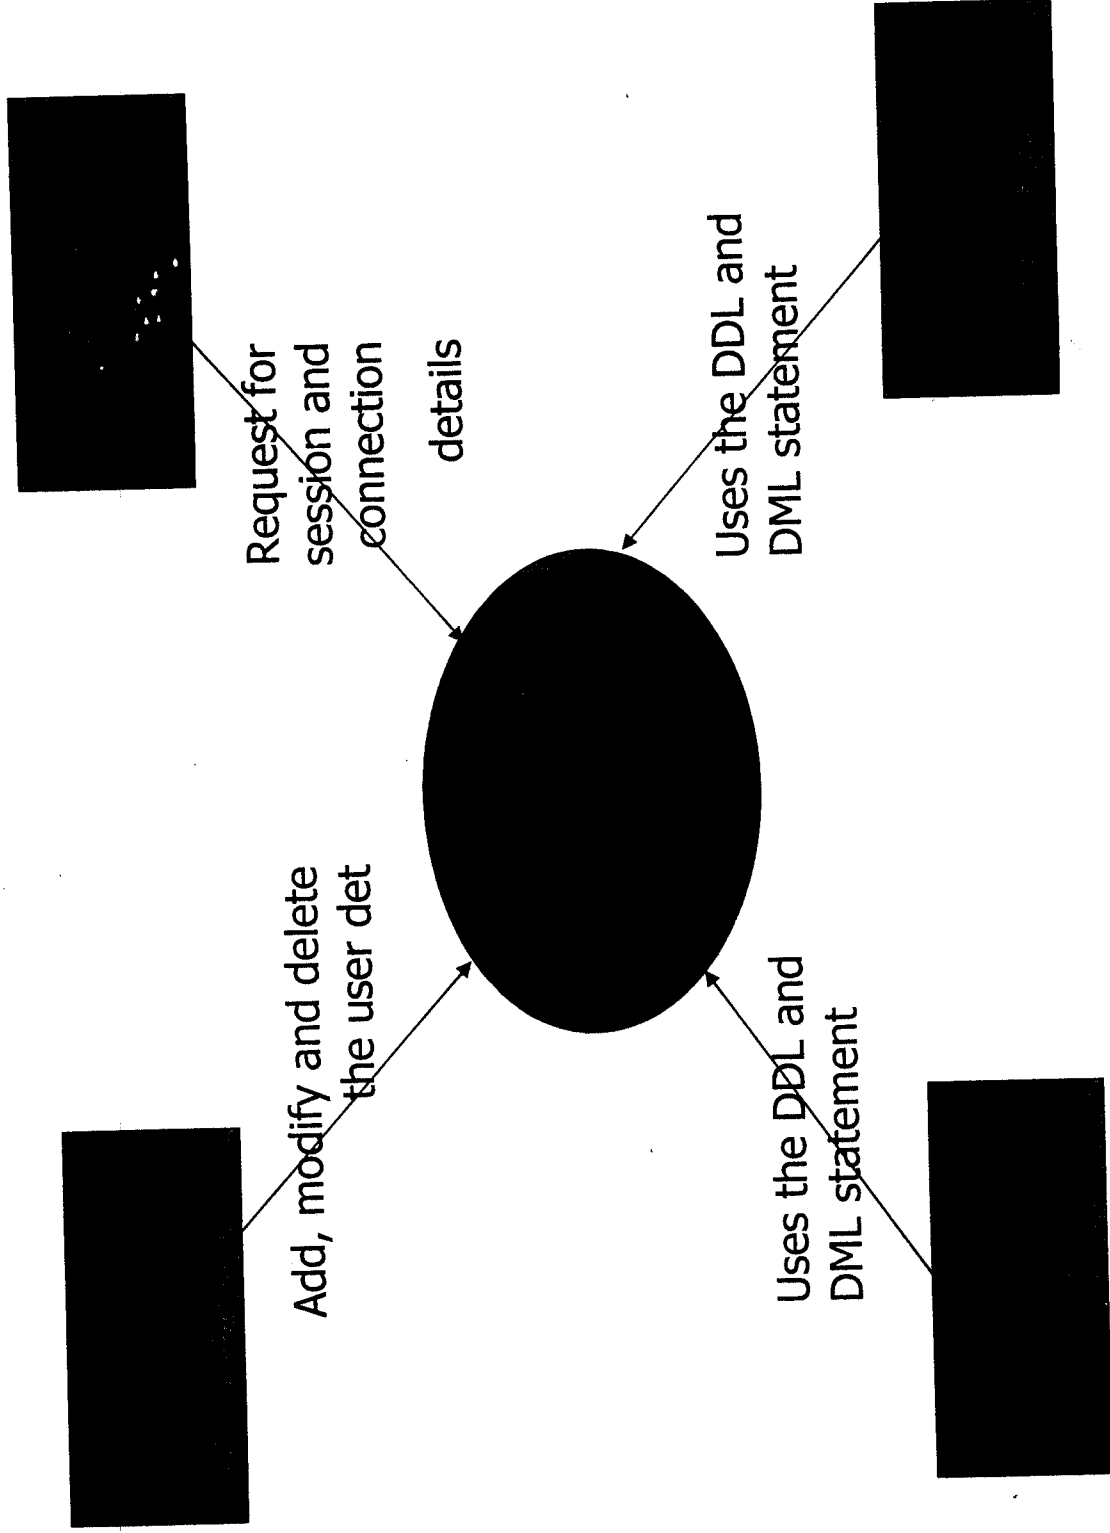 Add, modify and delete
the user det
Request for
session and
connection
details
Uses the DDL and
DML statement
Uses the DDL and
DML statement